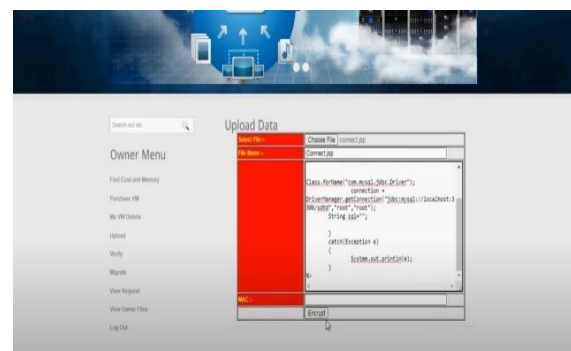 Search our site
Upload Data
Select File :-
Choose File connect.jsp
Owner Menu
File Name :-
Connect.jsp
Find Cost and Memory
Purchase VM
My VM Details
Upload
Verify
Migrate
View Request
View Owner Files
Log Out
Class.forName("com.mysql.jdbc.Driver");
connection =
DriverManager.getConnection("jdbc:mysql://localhost:3
306/
","root","root");
String sql="";
}
catch(Exception e)
{
System.out.println(e);
}
%>
MAC :-
Encrypt